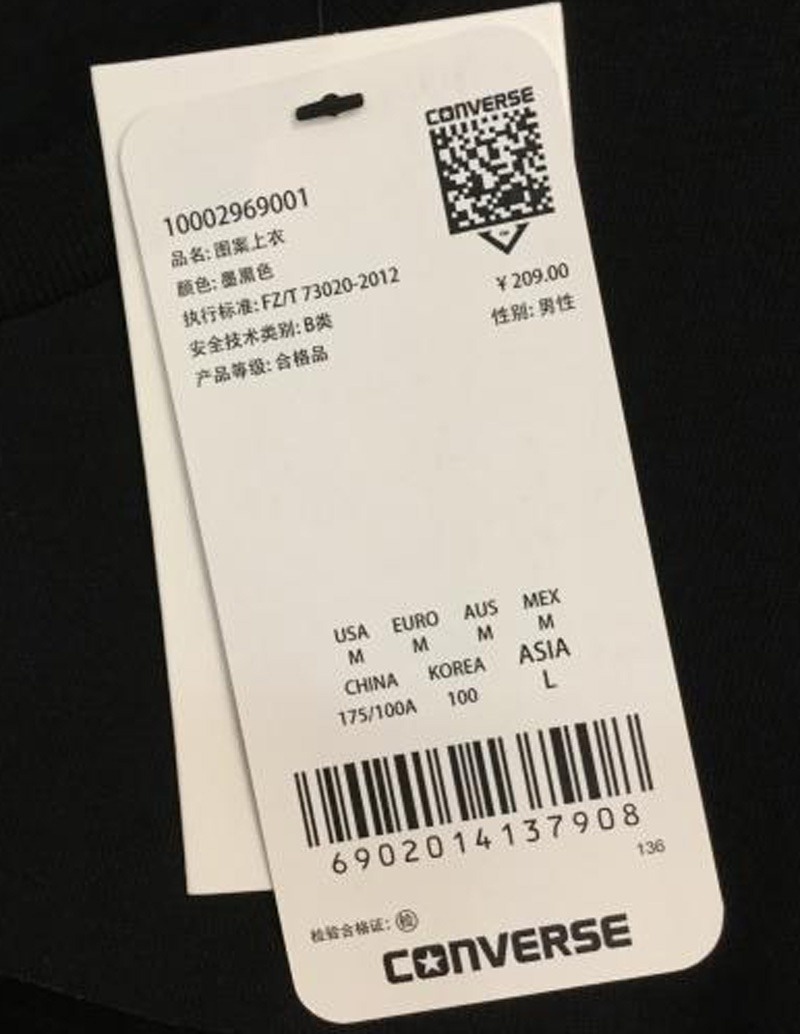 CONVERSE
10002969001
品名: 图案上衣
颜色: 墨黑色
执行标准: FZ/T 73020-2012
安全技术类别: B类
产品等级: 合格品
¥ 209.00
性别: 男性
USA EURO AUS MEX
M M M M
CHINA KOREA ASIA
175/100A 100 L
6902014137908
136
检验合格证: 检
CONVERSE